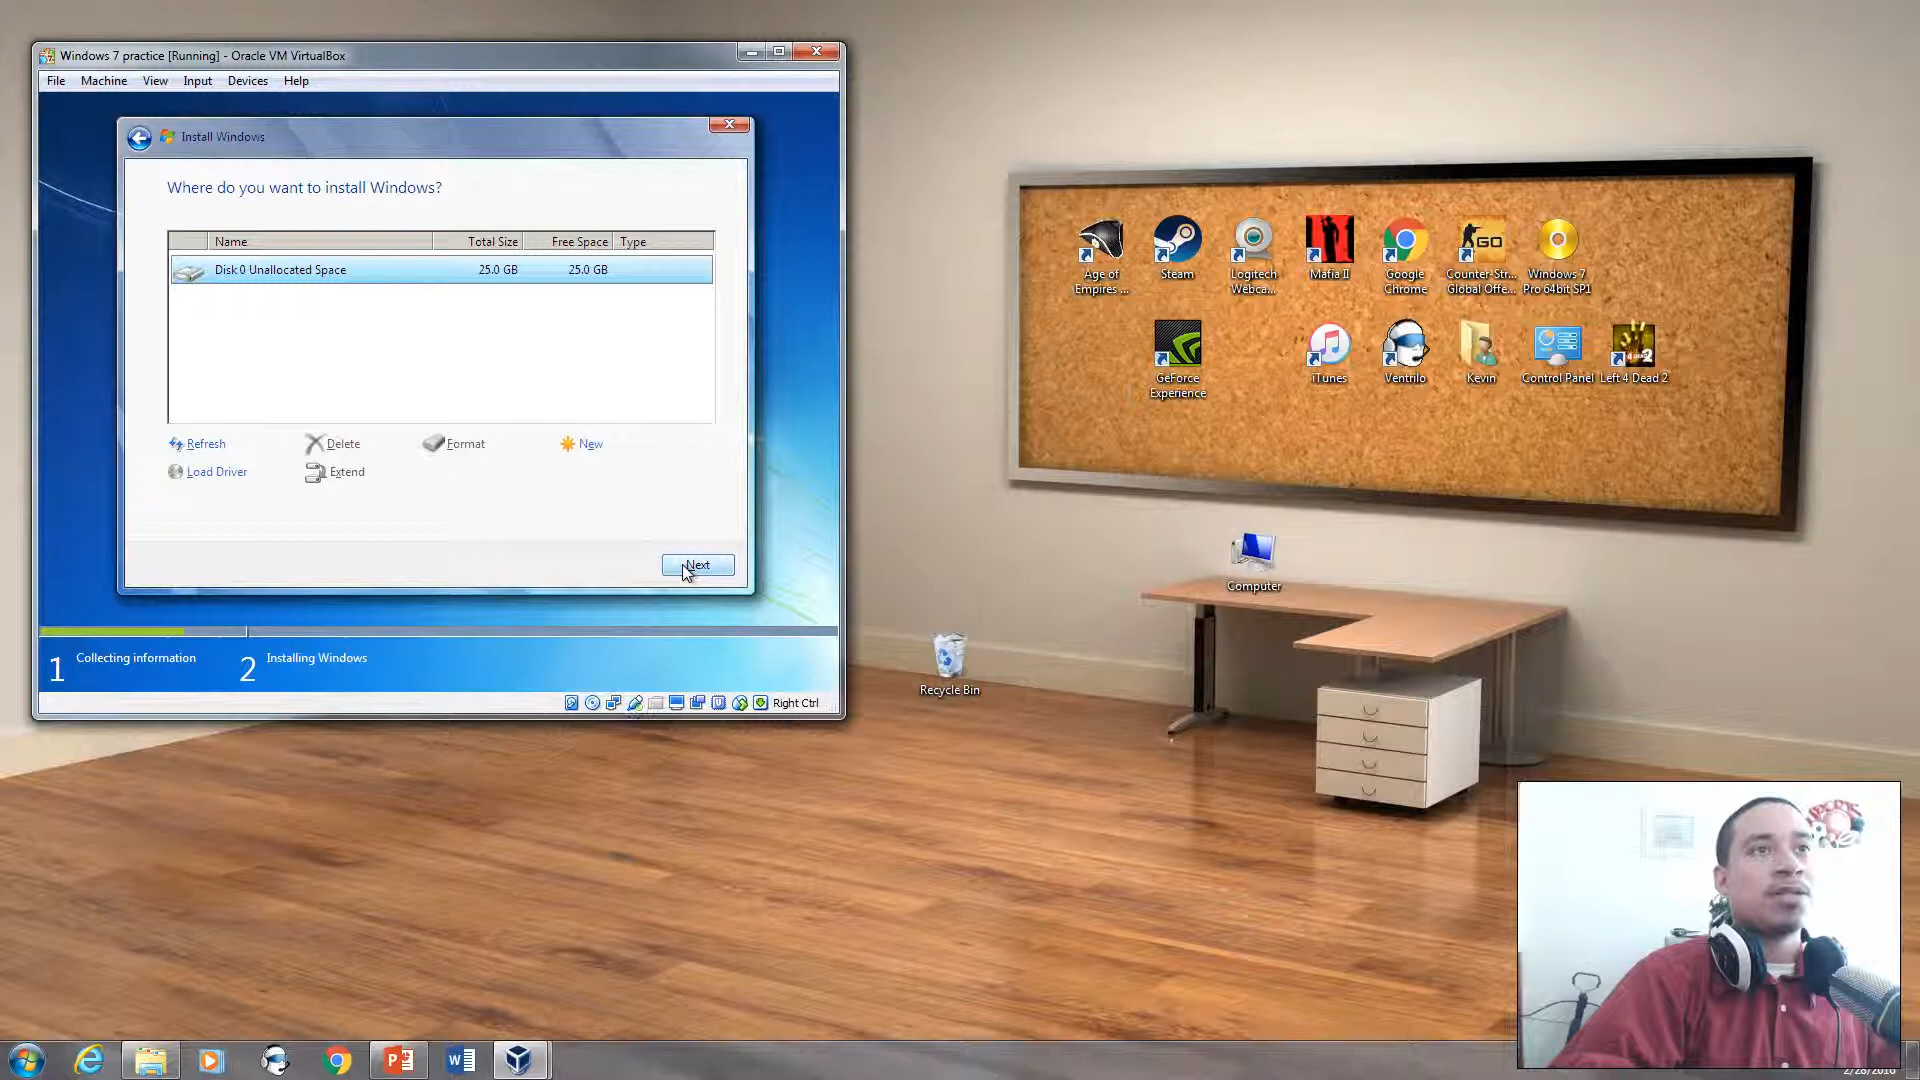 Windows 7 practice [Running] - Oracle VM VirtualBox
File Machine View Input Devices Help
Install Windows
Where do you want to install Windows?
Name Total Size Free Space Type
Disk 0 Unallocated Space 25.0 GB 25.0 GB
Refresh Delete Format New
Load Driver Extend
Next
1 Collecting information 2 Installing Windows
Right Ctrl
Age of Empires ...
Steam
Logitech Webca...
Mafia II
Google Chrome
GO
Counter-Str... Global Offe...
Windows 7 Pro 64bit SP1
GeForce Experience
iTunes
Ventrilo
Kevin
Control Panel
Left 4 Dead 2
Computer
Recycle Bin
SPORTS